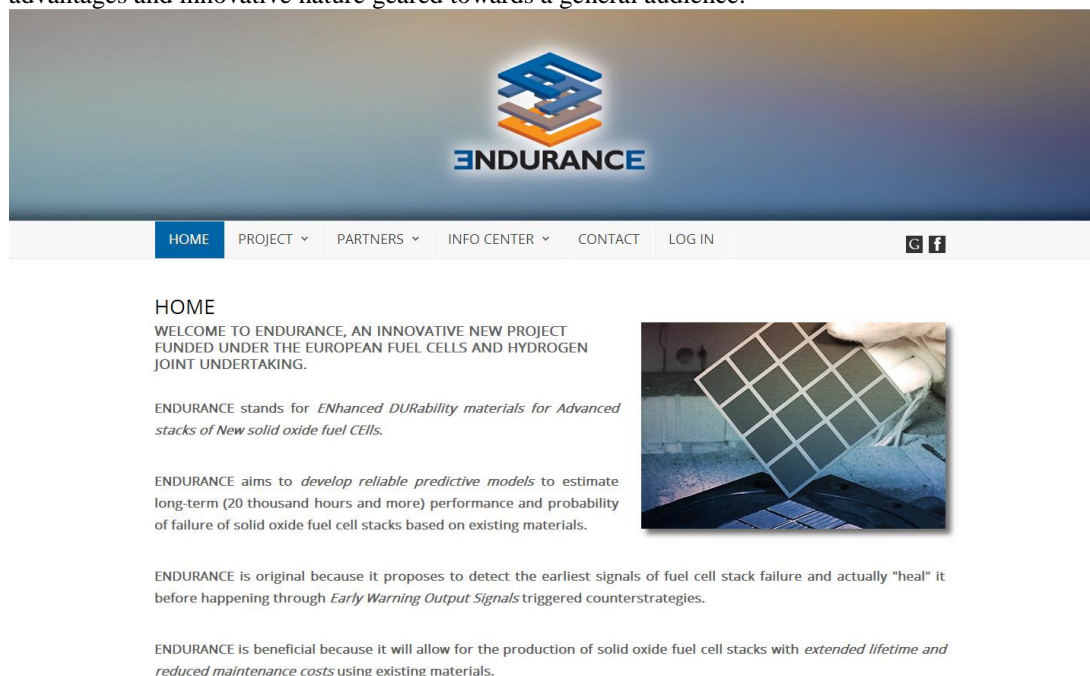 advantages and innovative nature geared towards a general audience.
ƎNDURANCE
HOME PROJECT PARTNERS INFO CENTER CONTACT LOG IN
G f
HOME
WELCOME TO ENDURANCE, AN INNOVATIVE NEW PROJECT
FUNDED UNDER THE EUROPEAN FUEL CELLS AND HYDROGEN
JOINT UNDERTAKING.
ENDURANCE stands for ENhanced DURability materials for Advanced
stacks of New solid oxide fuel CElls.
ENDURANCE aims to develop reliable predictive models to estimate
long-term (20 thousand hours and more) performance and probability
of failure of solid oxide fuel cell stacks based on existing materials.
ENDURANCE is original because it proposes to detect the earliest signals of fuel cell stack failure and actually "heal" it
before happening through Early Warning Output Signals triggered counterstrategies.
ENDURANCE is beneficial because it will allow for the production of solid oxide fuel cell stacks with extended lifetime and
reduced maintenance costs using existing materials.